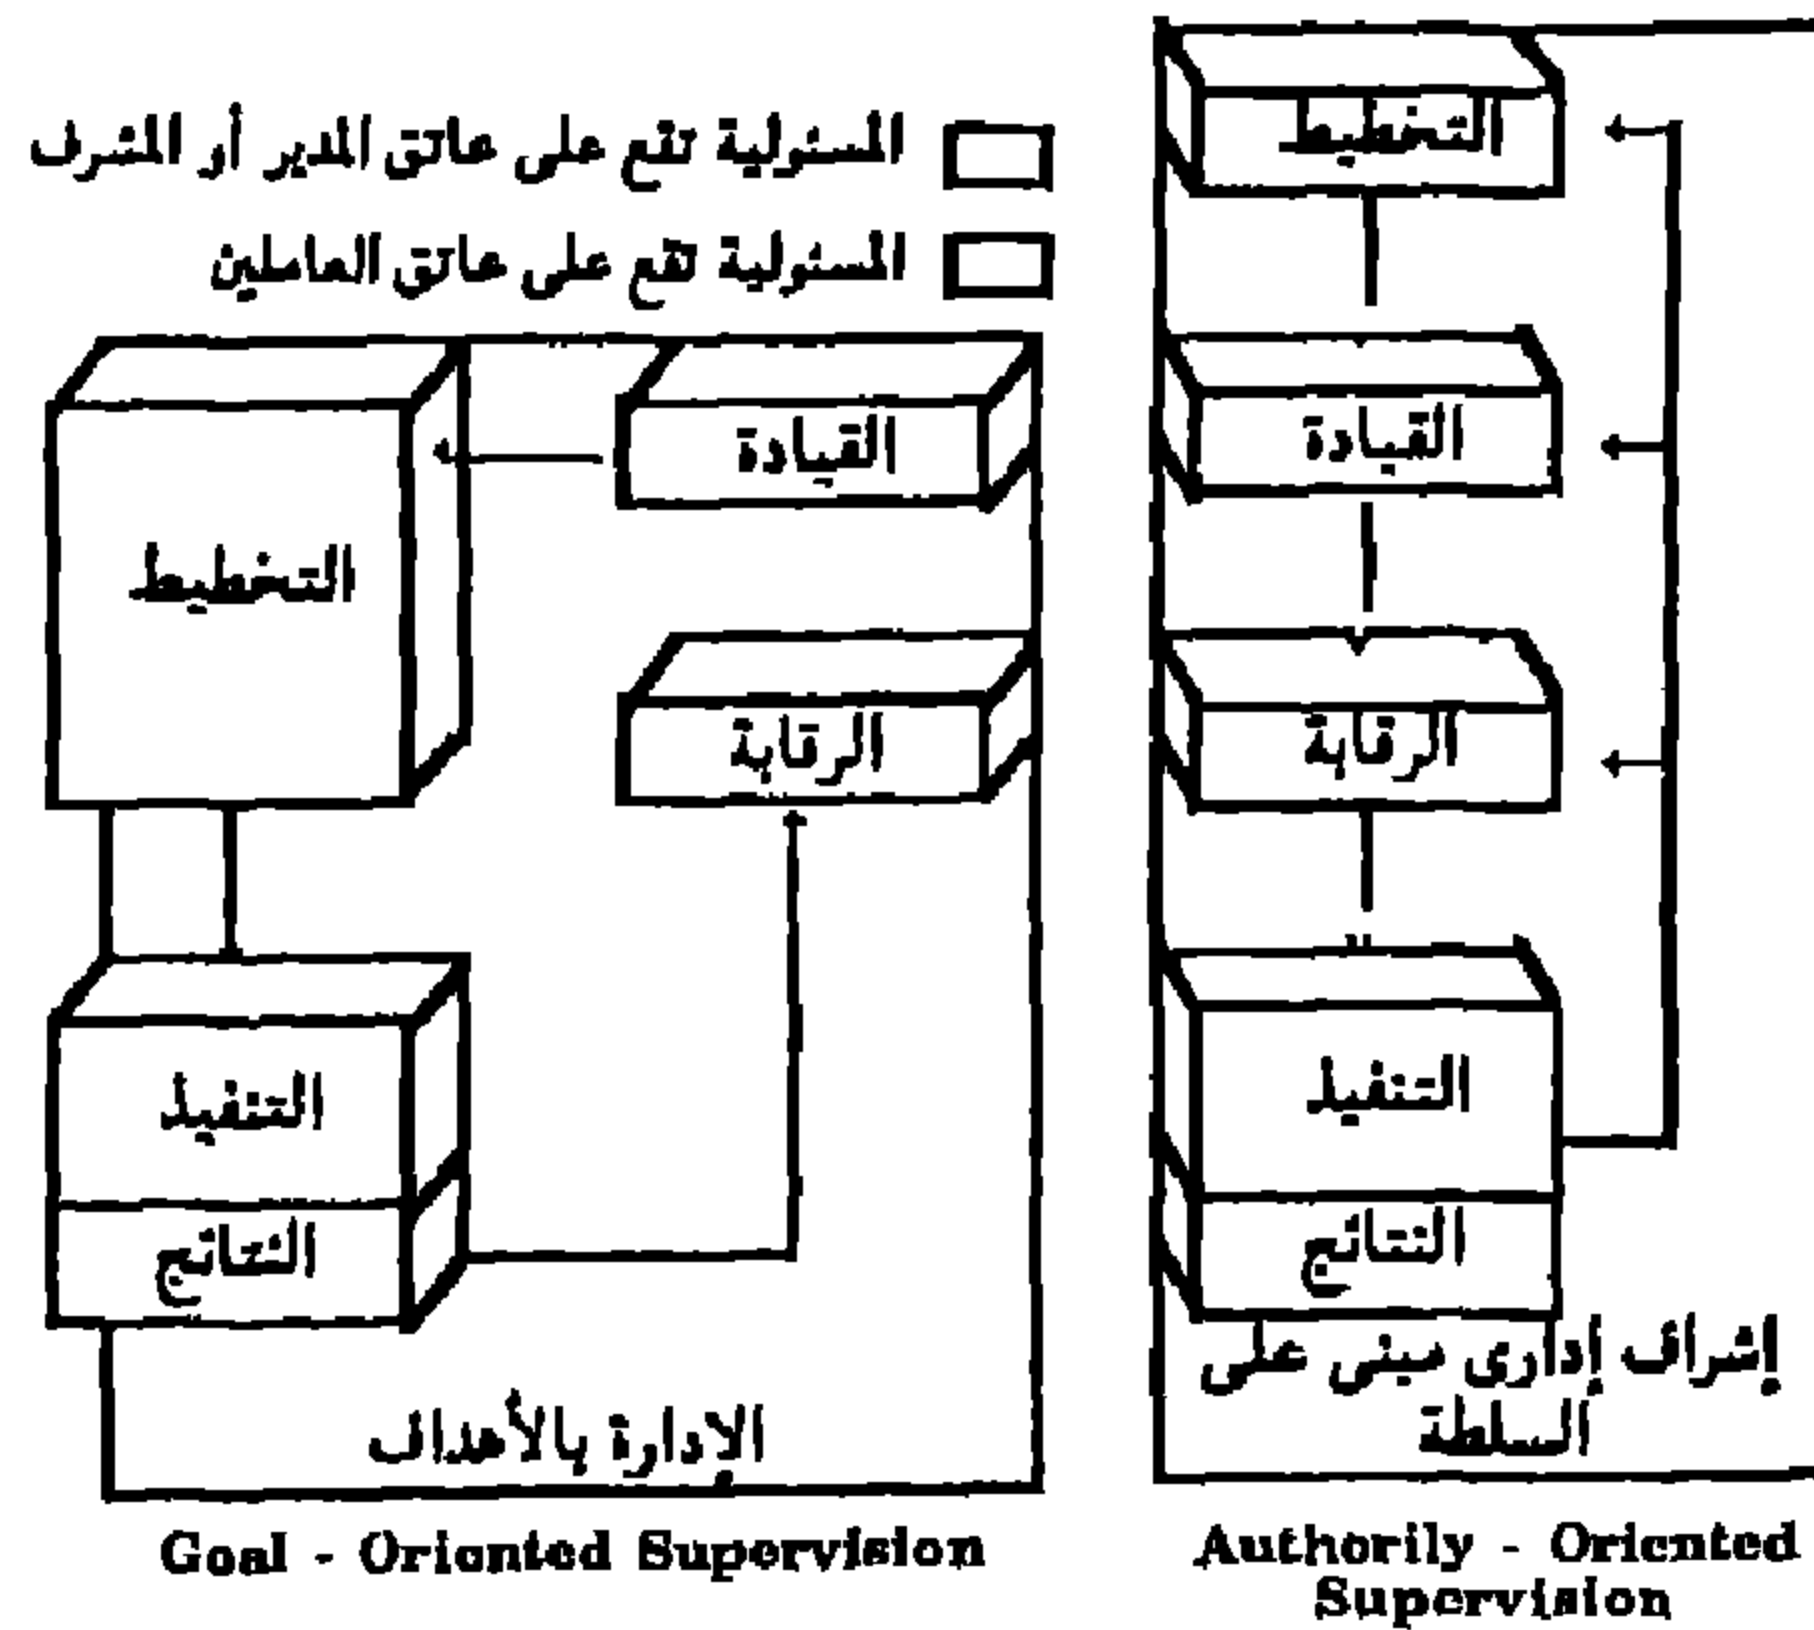 المسئولية تقع على عاتق المدير أو المشرف
المسئولية تقع على عاتق العاملين
التخطيط
القيادة
الرقابة
التنفيذ
النتائج
إشراف إدارى مبنى على
السلطة
Authorily - Oriented
Supervision
القيادة
التخطيط
الرقابة
التنفيذ
النتائج
الإدارة بالأهداف
Goal - Oriented Supervision